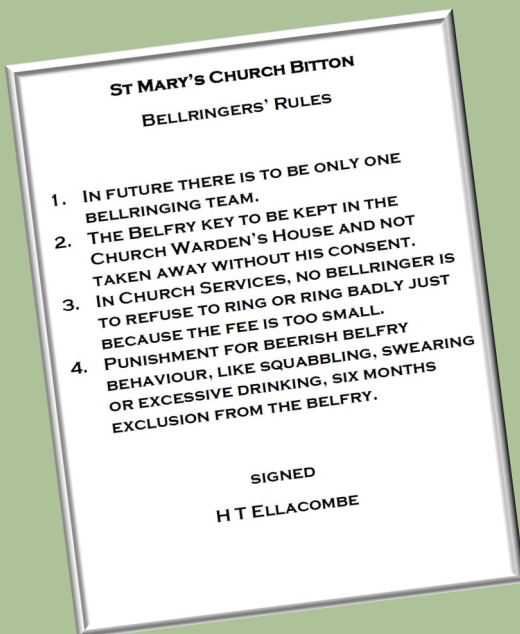 St Mary's Church Bitton
Bellringers' Rules
1. In future there is to be only one
bellringing team.
2. The Belfry key to be kept in the
Church Warden's House and not
taken away without his consent.
3. In Church Services, no bellringer is
to refuse to ring or ring badly just
because the fee is too small.
4. Punishment for beerish belfry
behaviour, like squabbling, swearing
or excessive drinking, six months
exclusion from the belfry.
signed
H T Ellacombe